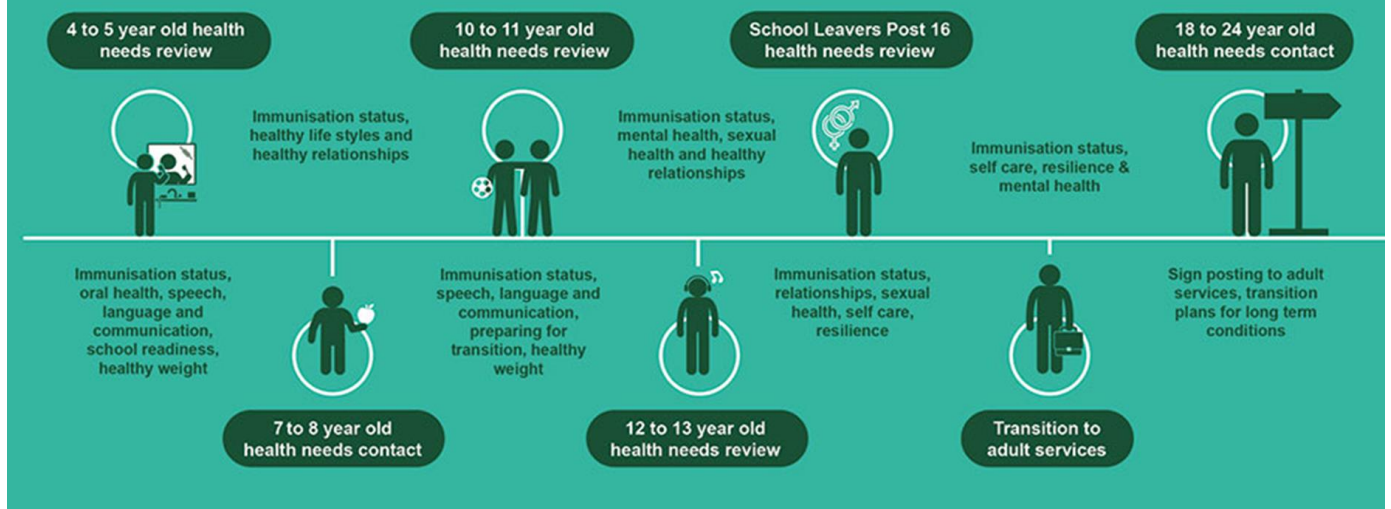 4 to 5 year old health
needs review
Immunisation status,
oral health, speech,
language and
communication,
school readiness,
healthy weight
Immunisation status,
healthy life styles and
healthy relationships
7 to 8 year old
health needs contact
10 to 11 year old
health needs review
Immunisation status,
speech, language and
communication,
preparing for
transition, healthy
weight
Immunisation status,
mental health, sexual
health and healthy
relationships
12 to 13 year old
health needs review
School Leavers Post 16
health needs review
Immunisation status,
relationships, sexual
health, self care,
resilience
Immunisation status,
self care, resilience &
mental health
Transition to
adult services
18 to 24 year old
health needs contact
Sign posting to adult
services, transition
plans for long term
conditions